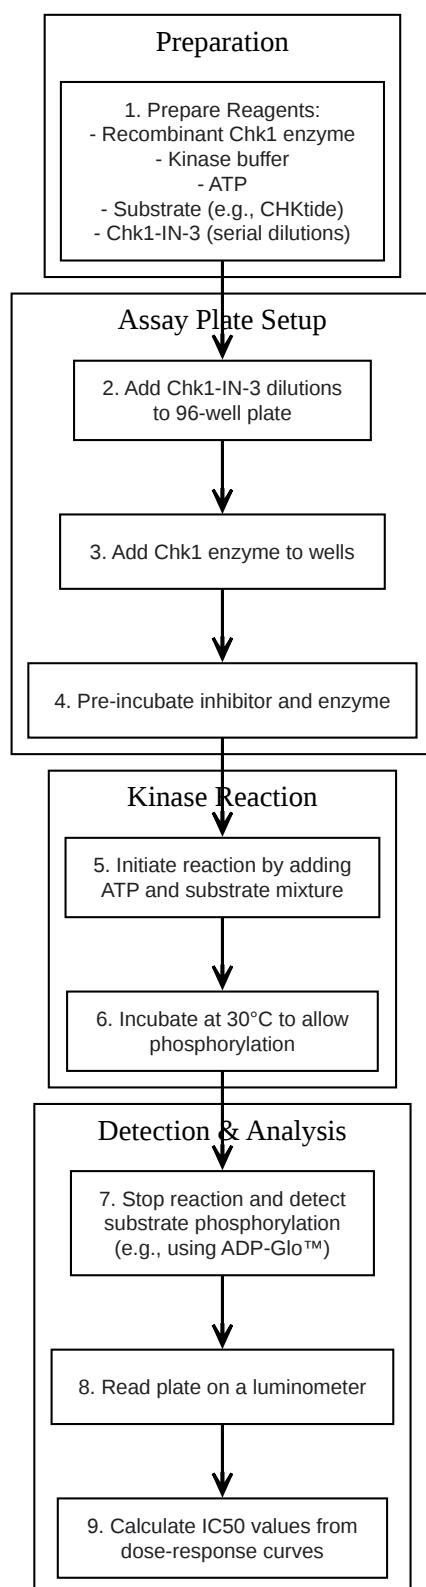 Preparation
1. Prepare Reagents:
- Recombinant Chk1 enzyme
- Kinase buffer
- ATP
- Substrate (e.g., CHKtide)
- Chk1-IN-3 (serial dilutions)
Assay Plate Setup
2. Add Chk1-IN-3 dilutions
to 96-well plate
3. Add Chk1 enzyme to wells
4. Pre-incubate inhibitor and enzyme
Kinase Reaction
5. Initiate reaction by adding
ATP and substrate mixture
6. Incubate at 30°C to allow
phosphorylation
Detection & Analysis
7. Stop reaction and detect
substrate phosphorylation
(e.g., using ADP-Glo™)
8. Read plate on a luminometer
9. Calculate IC50 values from
dose-response curves